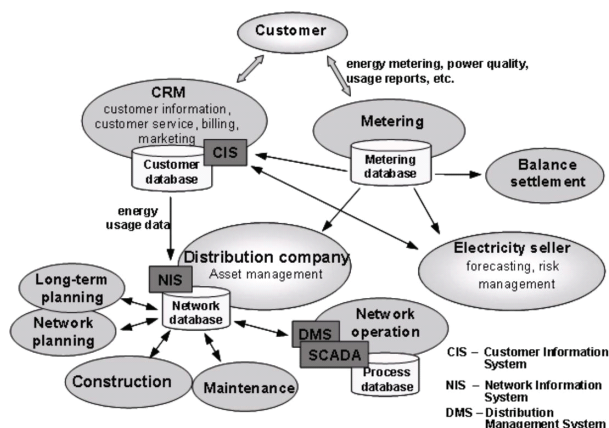 Customer
energy metering, power quality,
usage reports, etc.
CRM
customer information,
customer service, billing,
marketing
CIS
Customer
database
Metering
Metering
database
Balance
settlement
energy
usage data
Distribution company
Asset management
Electricity seller
forecasting, risk
management
NIS
Network
database
Long-term
planning
Network
planning
Network
operation
DMS
SCADA
Process
database
Construction
Maintenance
CIS – Customer Information
System
NIS – Network Information
System
DMS – Distribution
Management System